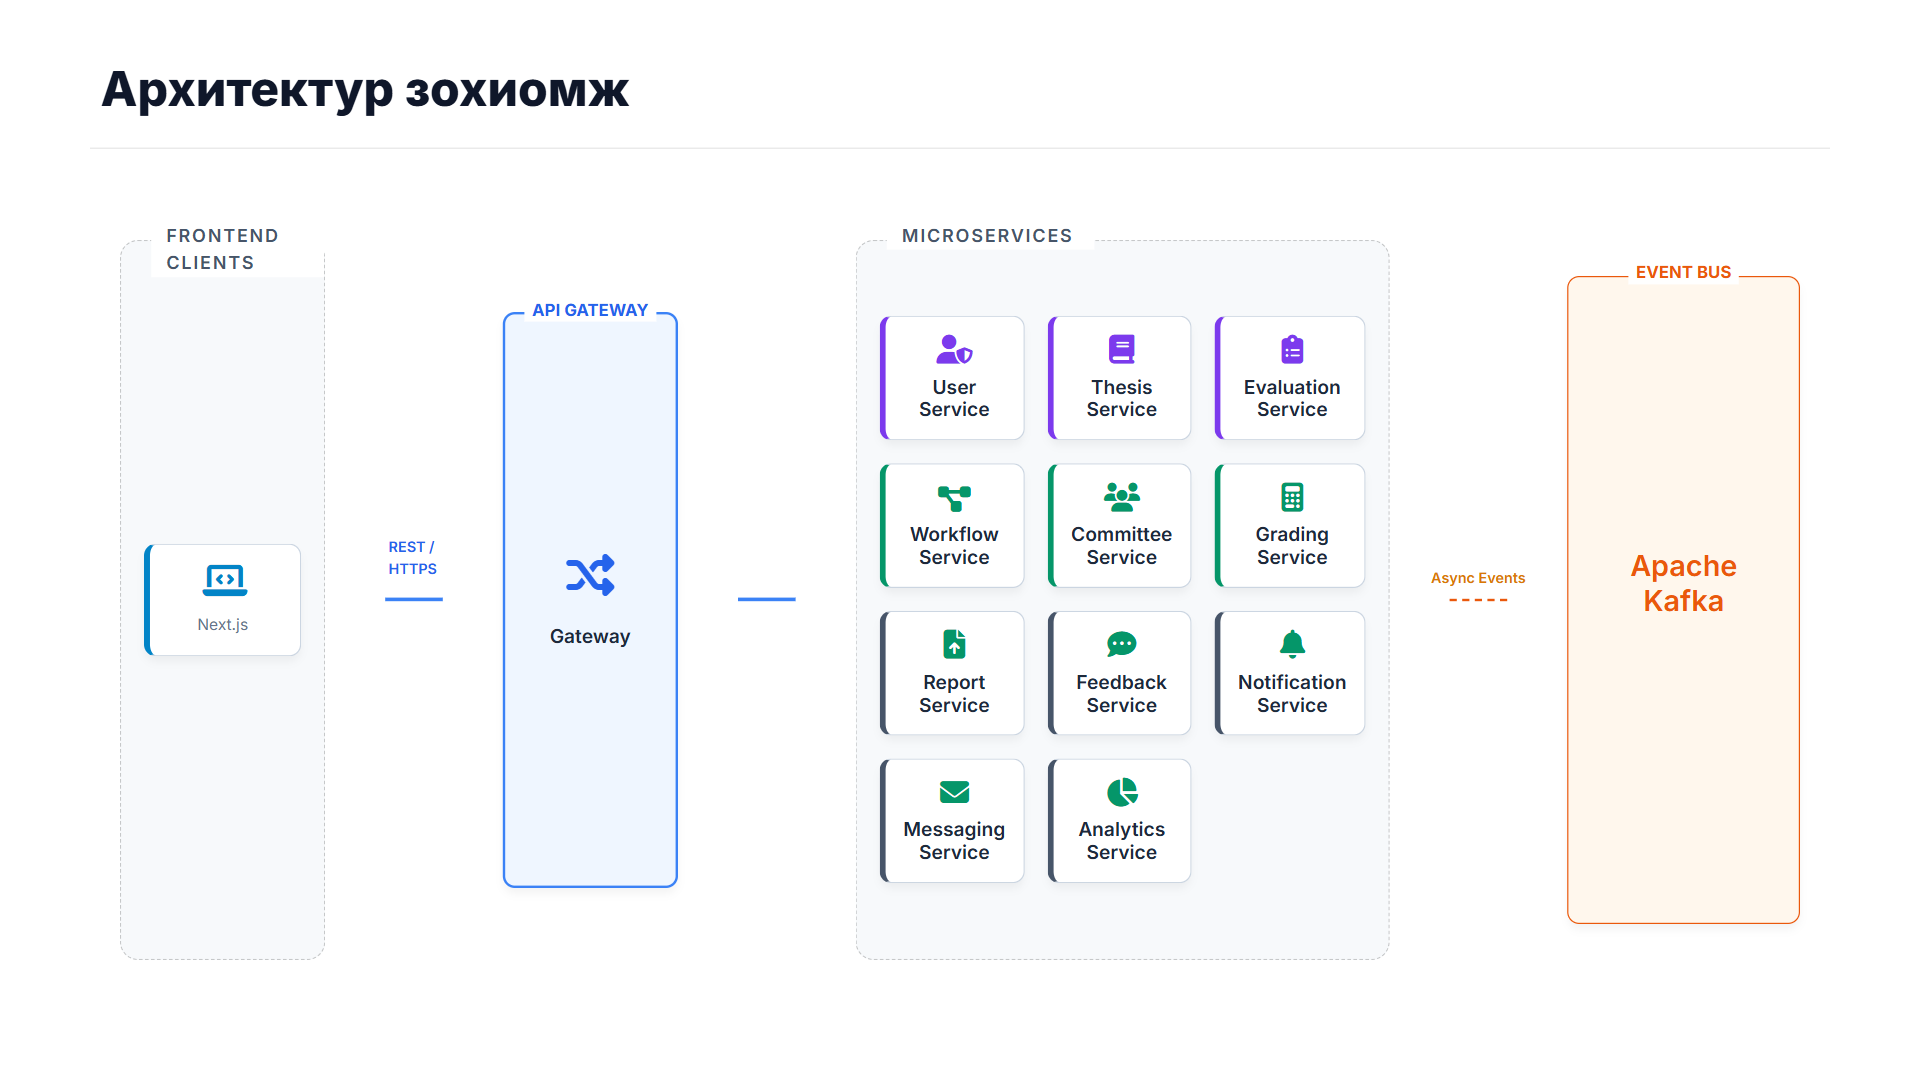 Архитектур зохиомж
FRONTEND
CLIENTS
Next.js
REST /
HTTPS
API GATEWAY
Gateway
MICROSERVICES
User
Service
Thesis
Service
Evaluation
Service
Workflow
Service
Committee
Service
Grading
Service
Report
Service
Feedback
Service
Notification
Service
Messaging
Service
Analytics
Service
Async Events
EVENT BUS
Apache
Kafka